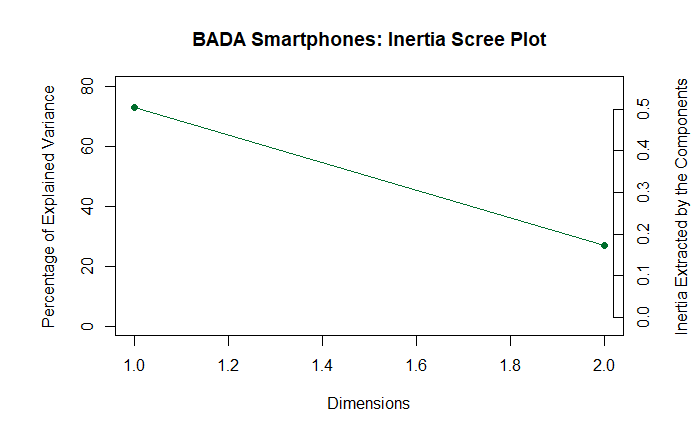 BADA Smartphones: Inertia Scree Plot
Percentage of Explained Variance
80
60
40
20
0
0.5
0.4
0.3
0.2
0.1
0.0
Inertia Extracted by the Components
1.0 1.2 1.4 1.6 1.8 2.0
Dimensions